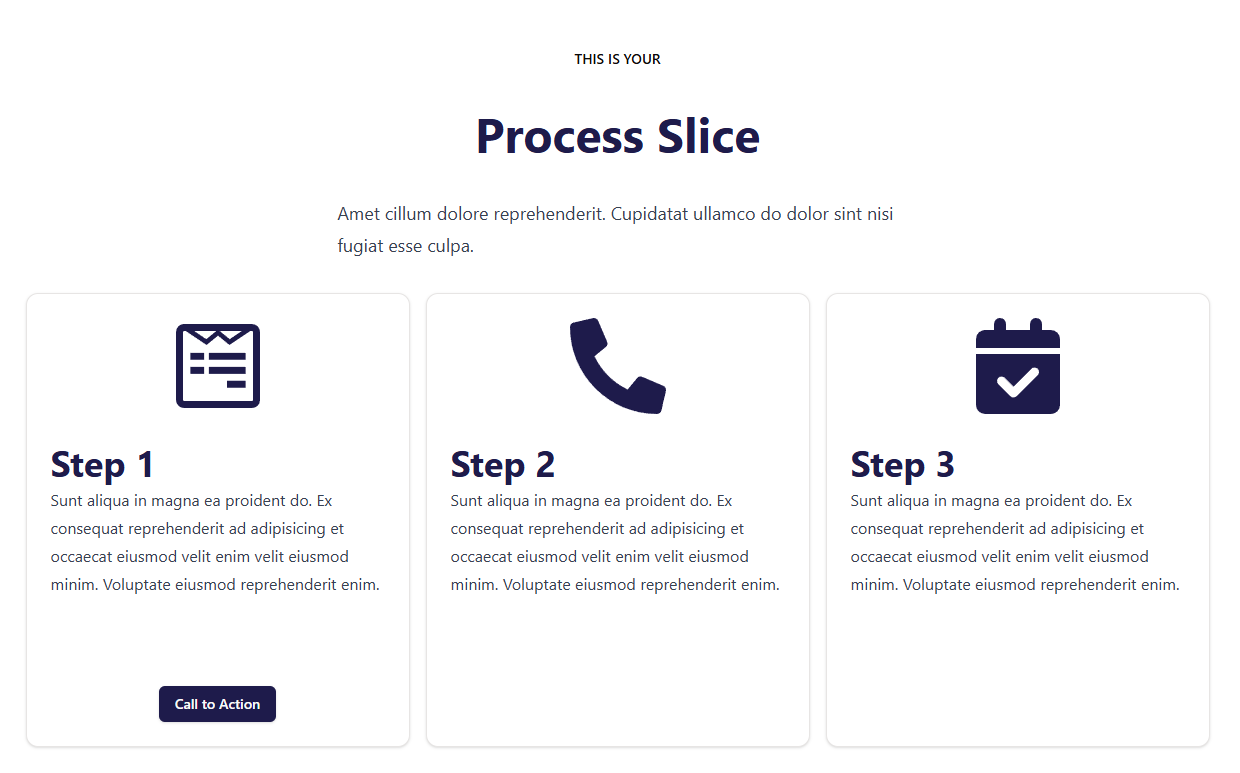 THIS IS YOUR
Process Slice
Amet cillum dolore reprehenderit. Cupidatat ullamco do dolor sint nisi
fugiat esse culpa.
Step 1
Sunt aliqua in magna ea proident do. Ex
consequat reprehenderit ad adipisicing et
occaecat eiusmod velit enim velit eiusmod
minim. Voluptate eiusmod reprehenderit enim.
Call to Action
Step 2
Sunt aliqua in magna ea proident do. Ex
consequat reprehenderit ad adipisicing et
occaecat eiusmod velit enim velit eiusmod
minim. Voluptate eiusmod reprehenderit enim.
Step 3
Sunt aliqua in magna ea proident do. Ex
consequat reprehenderit ad adipisicing et
occaecat eiusmod velit enim velit eiusmod
minim. Voluptate eiusmod reprehenderit enim.